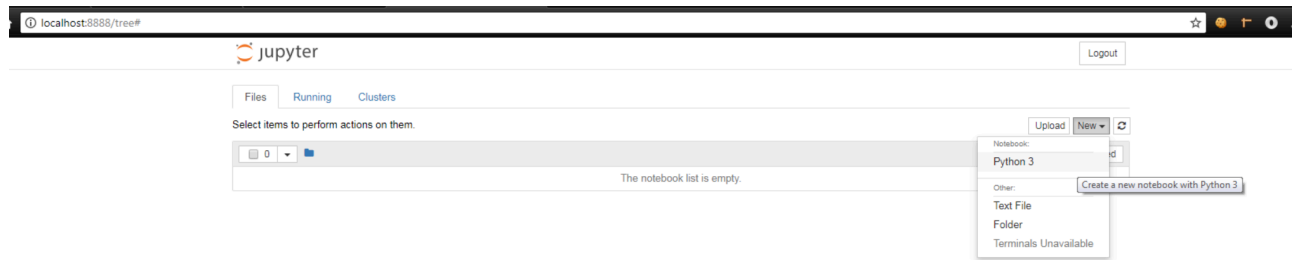 localhost:8888/tree#
jupyter
Logout
Files Running Clusters
Select items to perform actions on them.
Upload New
0
Notebook:
Python 3
The notebook list is empty.
Create a new notebook with Python 3
Other:
Text File
Folder
Terminals Unavailable